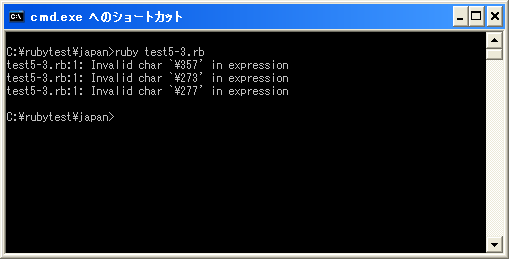 cmd.exe へのショートカット
C:¥rubytest¥japan>ruby test5-3.rb
test5-3.rb:1: Invalid char `¥357' in expression
test5-3.rb:1: Invalid char `¥273' in expression
test5-3.rb:1: Invalid char `¥277' in expression
C:¥rubytest¥japan>